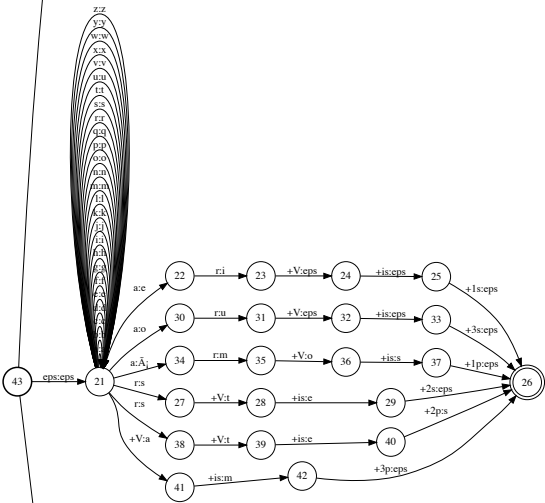 z:z
y:y
w:w
x:x
v:v
u:u
t:t
s:s
r:r
q:q
p:p
o:o
n:n
m:m
l:l
k:k
j:j
i:i
h:h
a:e
22
r:i
23
+V:eps
24
+is:eps
25
+1s:eps
a:o
30
r:u
31
+V:eps
32
+is:eps
33
+3s:eps
a:Ã¡
34
r:m
35
+V:o
36
+is:s
37
+1p:eps
43
eps:eps
21
26
r:s
27
+V:t
28
+is:e
29
+2s:eps
r:s
38
+V:t
39
+is:e
40
+2p:s
+V:a
41
+is:m
42
+3p:eps